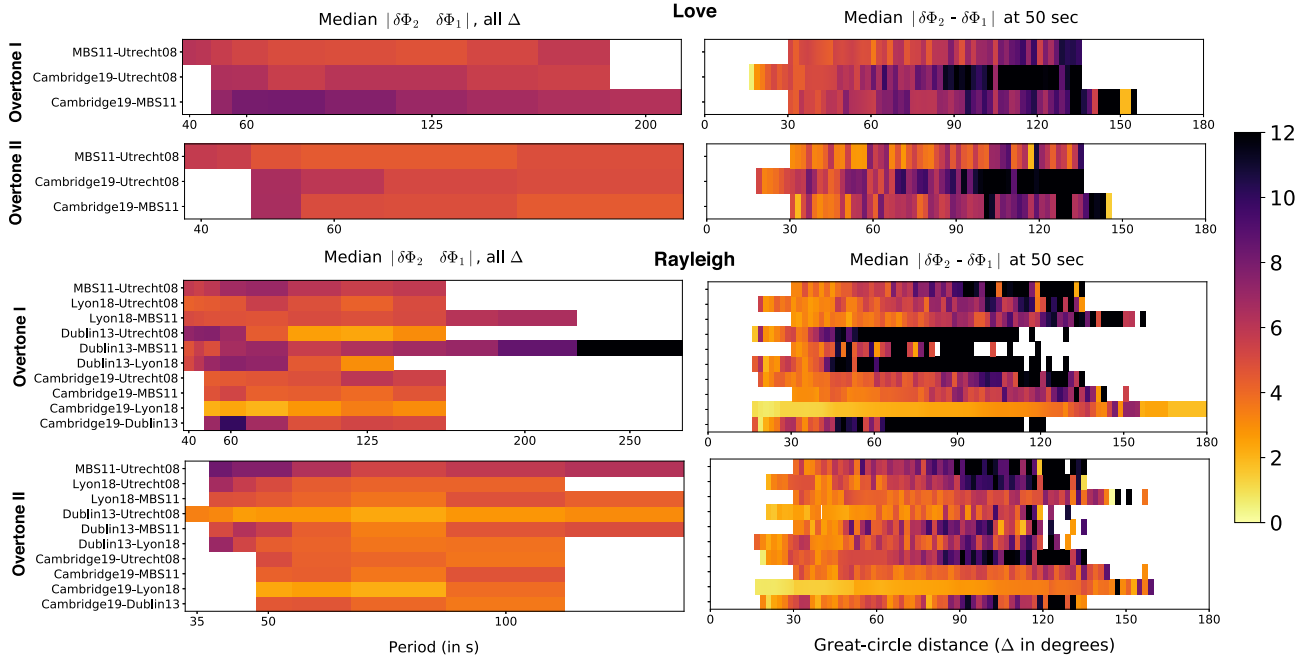 Love
Median |δΦ₂ δΦ₁|, all Δ
Median |δΦ₂ - δΦ₁| at 50 sec
Overtone I
MBS11-Utrecht08
Cambridge19-Utrecht08
Cambridge19-MBS11
40 60 125 200
0 30 60 90 120 150 180
Overtone II
MBS11-Utrecht08
Cambridge19-Utrecht08
Cambridge19-MBS11
40 60
0 30 60 90 120 150 180
Rayleigh
Median |δΦ₂ δΦ₁|, all Δ
Median |δΦ₂ - δΦ₁| at 50 sec
Overtone I
MBS11-Utrecht08
Lyon18-Utrecht08
Lyon18-MBS11
Dublin13-Utrecht08
Dublin13-MBS11
Dublin13-Lyon18
Cambridge19-Utrecht08
Cambridge19-MBS11
Cambridge19-Lyon18
Cambridge19-Dublin13
40 60 125 200 250
0 30 60 90 120 150 180
Overtone II
MBS11-Utrecht08
Lyon18-Utrecht08
Lyon18-MBS11
Dublin13-Utrecht08
Dublin13-MBS11
Dublin13-Lyon18
Cambridge19-Utrecht08
Cambridge19-MBS11
Cambridge19-Lyon18
Cambridge19-Dublin13
35 50 100
0 30 60 90 120 150 180
Period (in s)
Great-circle distance (Δ in degrees)
12
10
8
6
4
2
0